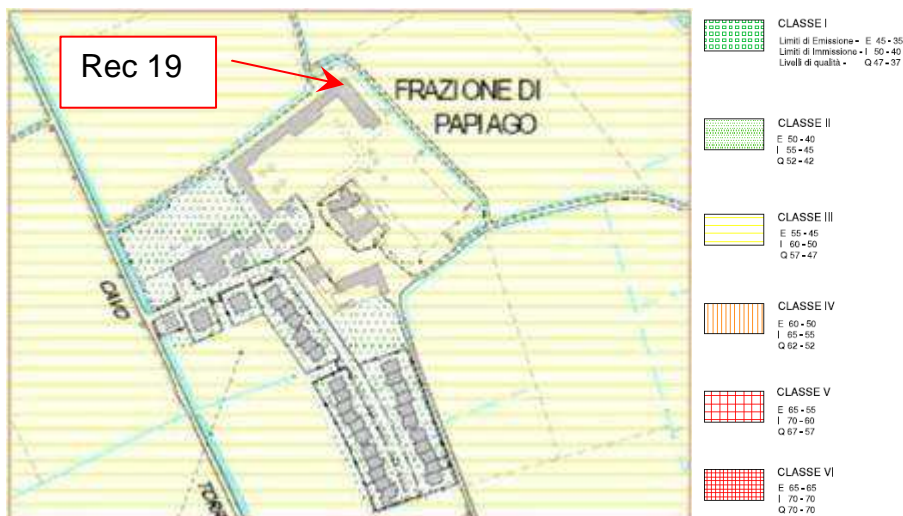 Rec 19
FRAZIONE DI
PAPIAGO
CAVO
CLASSE I
Limiti di Emissione - E 45 - 35
Limiti di Immissione - I 50 - 40
Livelli di qualità - Q 47 - 37
CLASSE II
E 50 - 40
I 55 - 45
Q 52 - 42
CLASSE III
E 55 - 45
I 60 - 50
Q 57 - 47
CLASSE IV
E 60 - 50
I 65 - 55
Q 62 - 52
CLASSE V
E 65 - 55
I 70 - 60
Q 67 - 57
CLASSE VI
E 65 - 65
I 70 - 70
Q 70 - 70